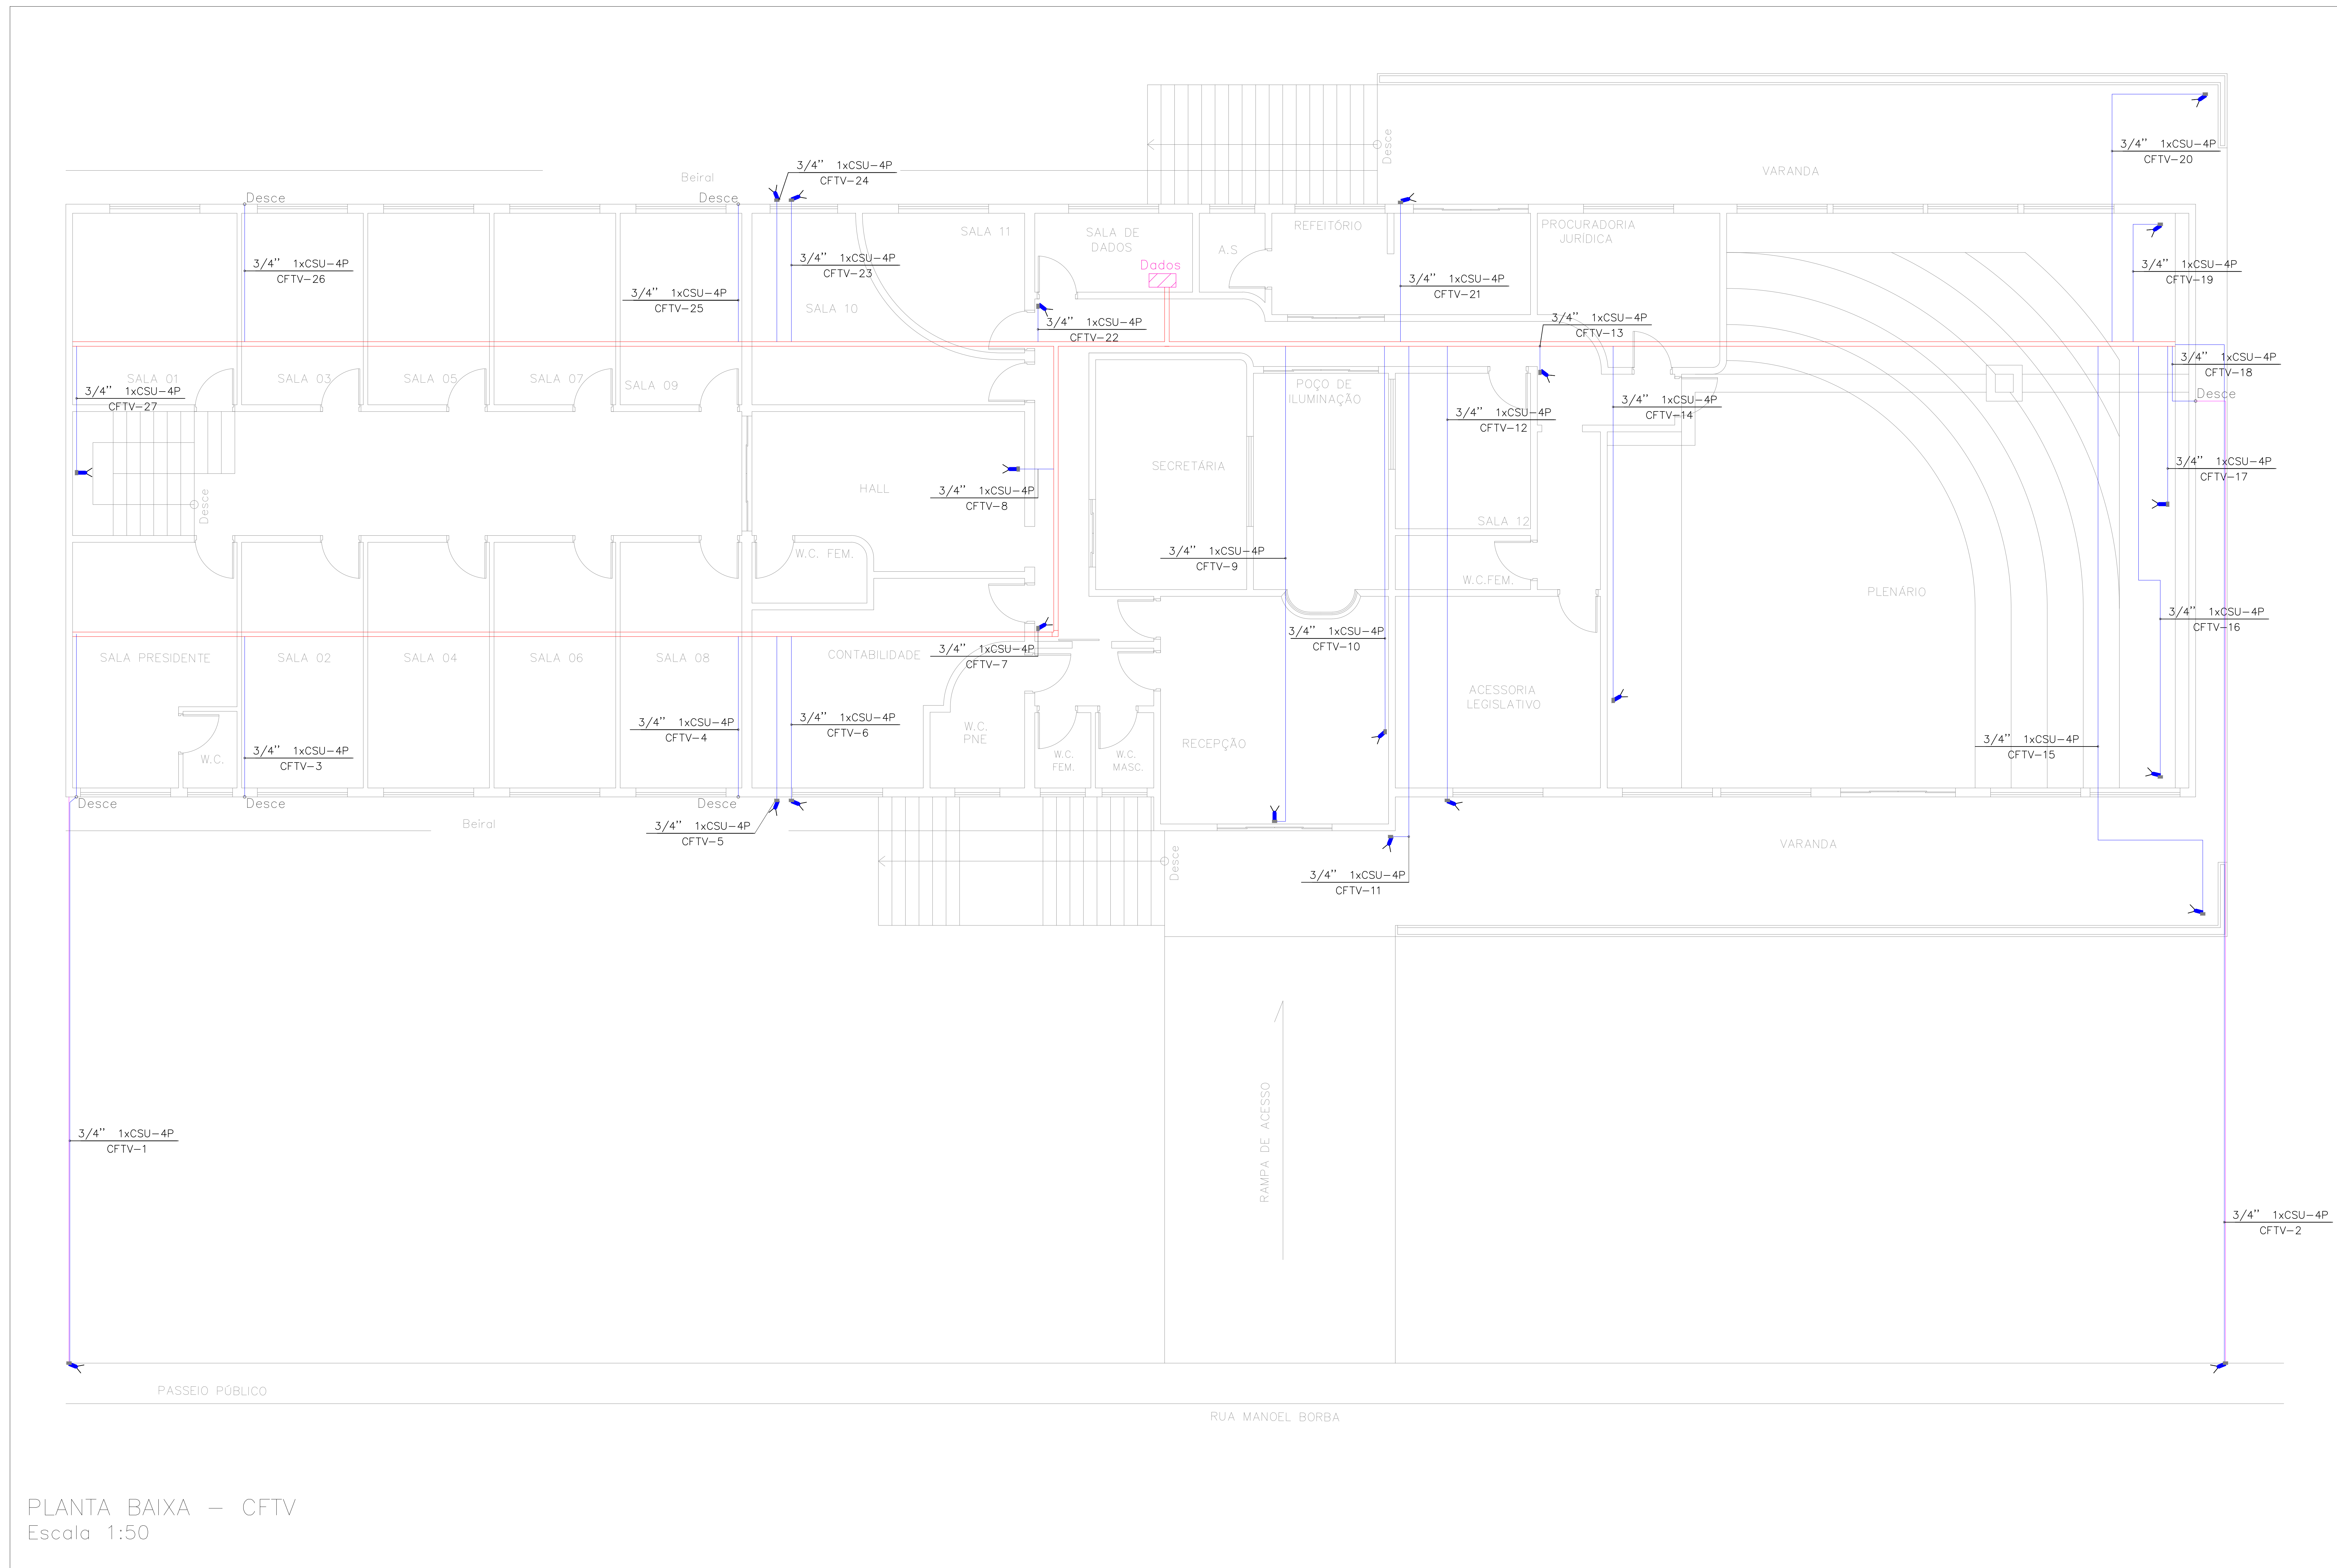 3/4'' 1xCSU-4P
CFTV-20
3/4'' 1xCSU-4P
CFTV-24
Desce
VARANDA
Beiral
Desce
Desce
SALA 11
SALA DE
DADOS
A.S
REFEITÓRIO
PROCURADORIA
JURÍDICA
3/4'' 1xCSU-4P
CFTV-26
3/4'' 1xCSU-4P
CFTV-25
3/4'' 1xCSU-4P
CFTV-23
Dados
3/4'' 1xCSU-4P
CFTV-21
3/4'' 1xCSU-4P
CFTV-19
SALA 10
3/4'' 1xCSU-4P
CFTV-22
3/4'' 1xCSU-4P
CFTV-13
3/4'' 1xCSU-4P
CFTV-18
SALA 01
SALA 03
SALA 05
SALA 07
SALA 09
3/4'' 1xCSU-4P
CFTV-27
POÇO DE
ILUMINAÇÃO
3/4'' 1xCSU-4P
CFTV-14
Desce
3/4'' 1xCSU-4P
CFTV-12
SECRETÁRIA
3/4'' 1xCSU-4P
CFTV-17
Desce
HALL
3/4'' 1xCSU-4P
CFTV-8
SALA 12
W.C. FEM.
3/4'' 1xCSU-4P
CFTV-9
W.C.FEM.
PLENÁRIO
3/4'' 1xCSU-4P
CFTV-16
3/4'' 1xCSU-4P
CFTV-10
SALA PRESIDENTE
SALA 02
SALA 04
SALA 06
SALA 08
CONTABILIDADE
3/4'' 1xCSU-4P
CFTV-7
ACESSORIA
LEGISLATIVO
3/4'' 1xCSU-4P
CFTV-4
3/4'' 1xCSU-4P
CFTV-6
W.C.
PNE
RECEPÇÃO
3/4'' 1xCSU-4P
CFTV-15
W.C.
3/4'' 1xCSU-4P
CFTV-3
W.C.
FEM.
W.C.
MASC.
Desce
Desce
Desce
Beiral
3/4'' 1xCSU-4P
CFTV-5
VARANDA
Desce
3/4'' 1xCSU-4P
CFTV-11
RAMPA DE ACESSO
3/4'' 1xCSU-4P
CFTV-1
3/4'' 1xCSU-4P
CFTV-2
PASSEIO PÚBLICO
RUA MANOEL BORBA
PLANTA BAIXA - CFTV
Escala 1:50